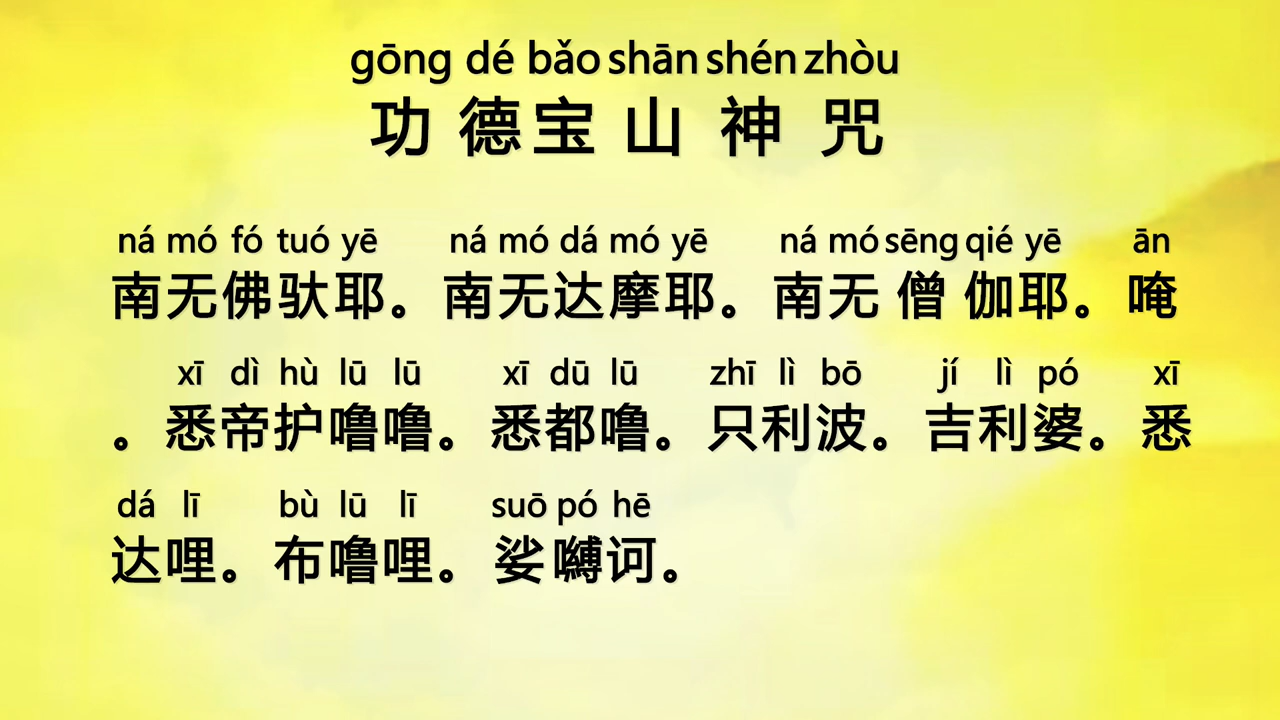 gōng dé bǎo shān shén zhòu
功德宝山神咒
ná mó fó tuó yē ná mó dá mó yē ná mó sēng qié yē ān
南无佛驮耶。南无达摩耶。南无僧伽耶。唵
xī dì hù lū lū xī dū lū zhī lì bō jí lì pó xī
。悉帝护噜噜。悉都噜。只利波。吉利婆。悉
dá lī bù lū lī suō pó hē
达哩。布噜哩。娑嚩诃。